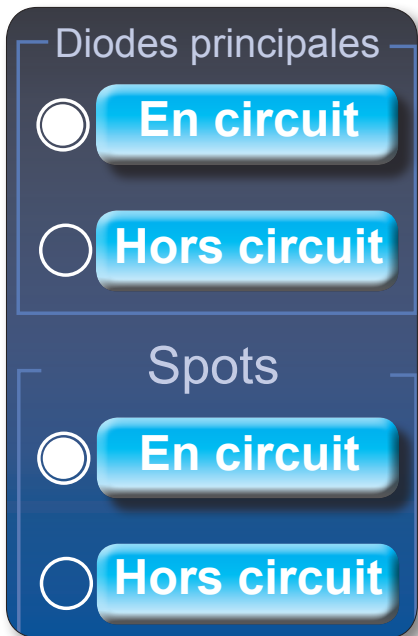 Diodes principales
En circuit
Hors circuit
Spots
En circuit
Hors circuit